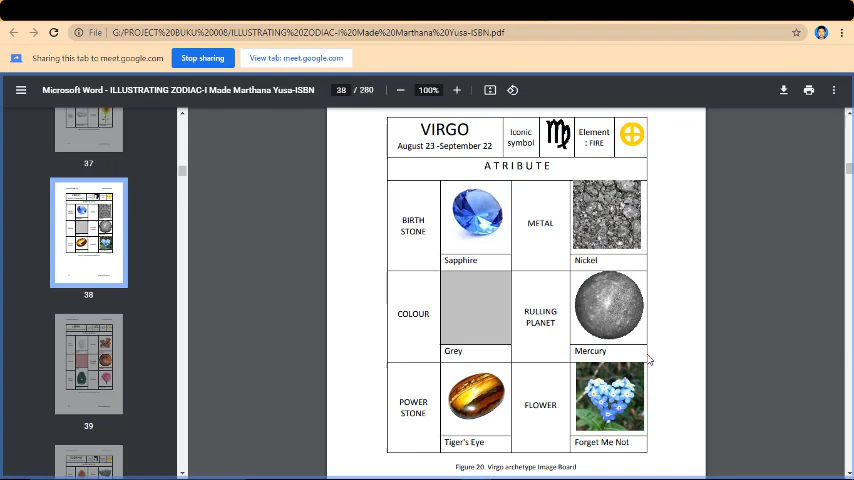 File
G:/PROJECT%20BUKU%20008/ILLUSTRATING%20ZODIAC-I%20Made%20Marthana%20Yusa-ISBN.pdf
Sharing this tab to meet.google.com
Stop sharing
View tab: meet.google.com
Microsoft Word - ILLUSTRATING ZODIAC-I Made Marthana Yusa-ISBN
38 / 280
100%
37
38
39
VIRGO
August 23 -September 22
Iconic
symbol
Element
: FIRE
ATRIBUTE
BIRTH
STONE
Sapphire
METAL
Nickel
COLOUR
Grey
RULLING
PLANET
Mercury
POWER
STONE
Tiger's Eye
FLOWER
Forget Me Not
Figure 20. Virgo archetype Image Board